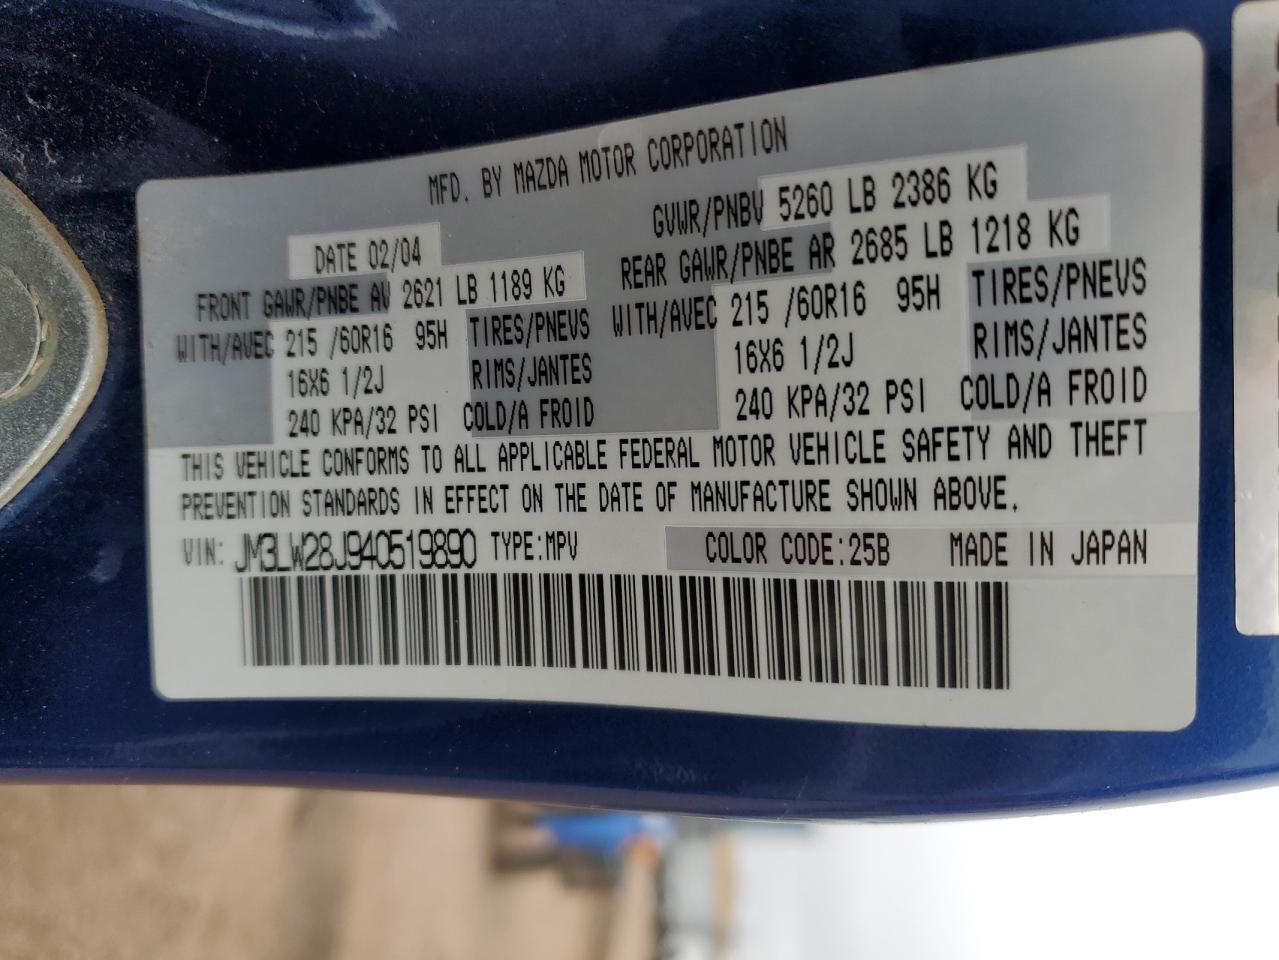 MFD. BY MAZDA MOTOR CORPORATION
DATE 02/04 GVWR/PNBV 5260 LB 2386 KG
FRONT GAWR/PNBE AV 2621 LB 1189 KG REAR GAWR/PNBE AR 2685 LB 1218 KG
WITH/AVEC 215 /60R16 95H TIRES/PNEVS WITH/AVEC 215 /60R16 95H TIRES/PNEVS
16X6 1/2J RIMS/JANTES 16X6 1/2J RIMS/JANTES
240 KPA/32 PSI COLD/A FROID 240 KPA/32 PSI COLD/A FROID
THIS VEHICLE CONFORMS TO ALL APPLICABLE FEDERAL MOTOR VEHICLE SAFETY AND THEFT
PREVENTION STANDARDS IN EFFECT ON THE DATE OF MANUFACTURE SHOWN ABOVE.
VIN: JM3LW28J940519890 TYPE:MPV COLOR CODE:25B MADE IN JAPAN